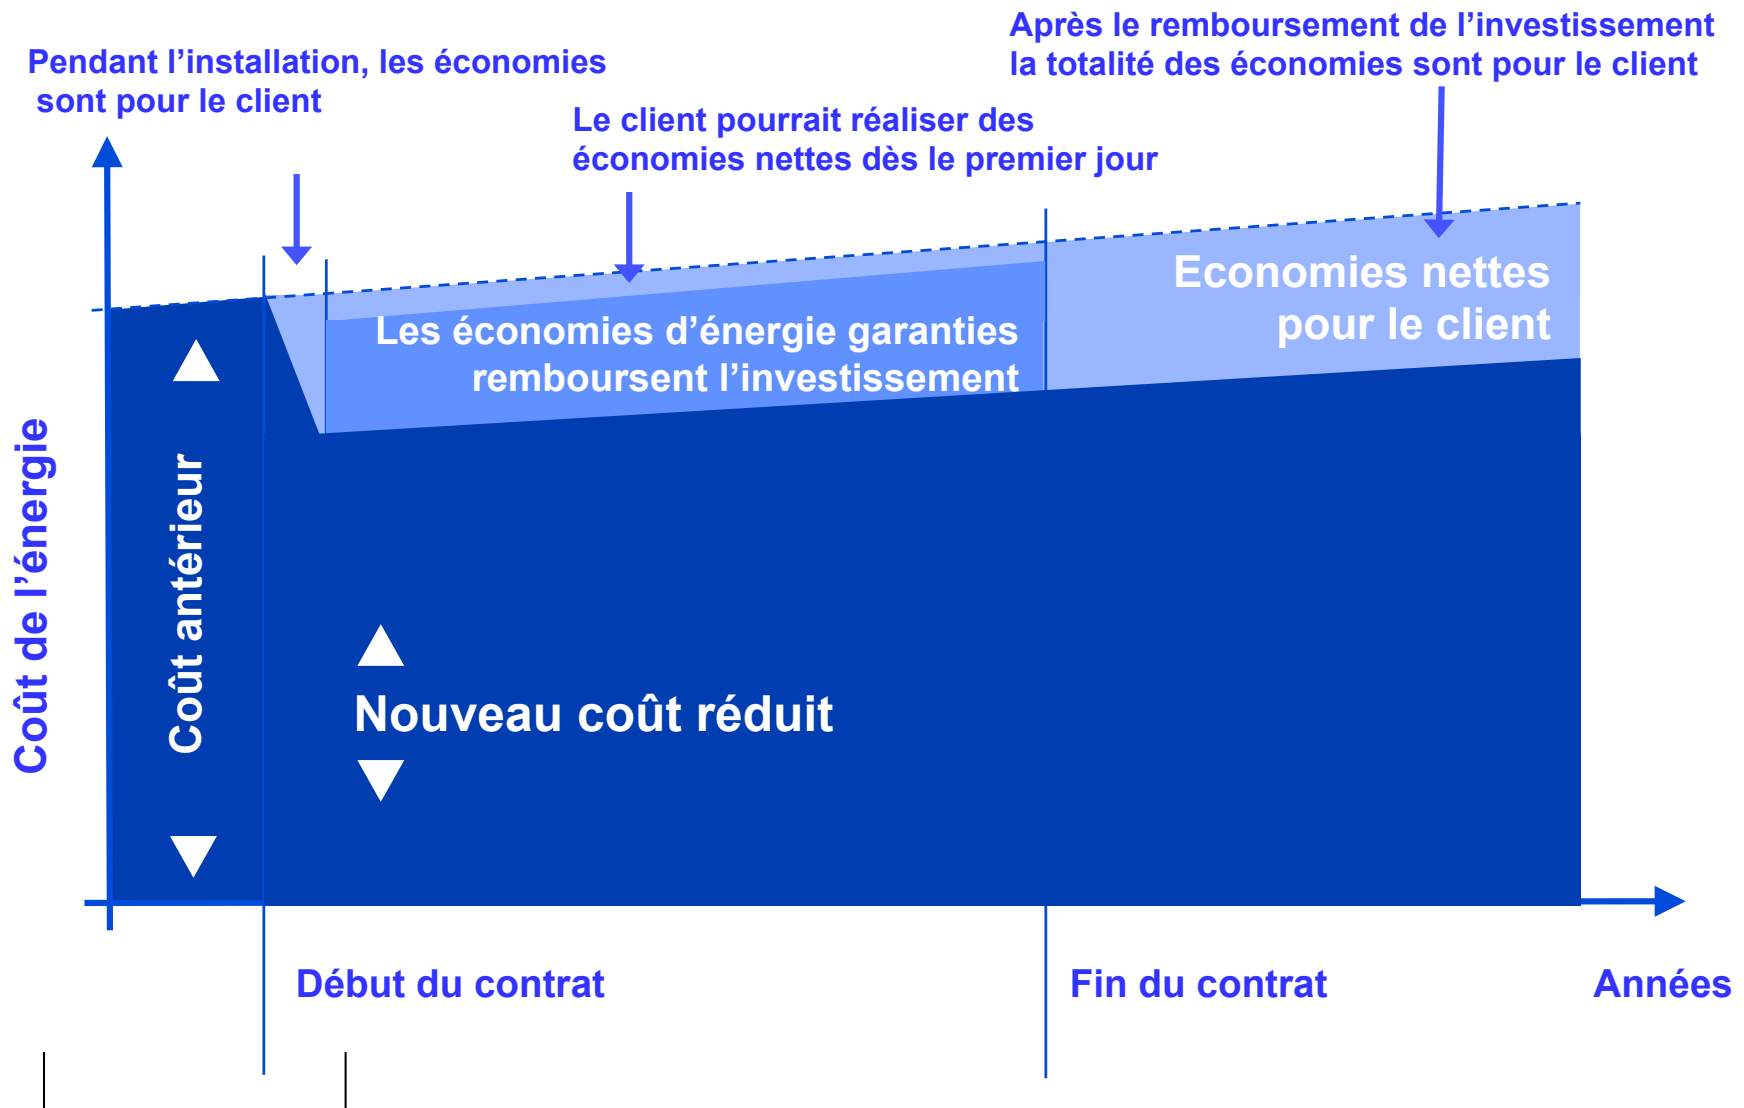 Après le remboursement de l’investissement
la totalité des économies sont pour le client
Pendant l’installation, les économies
sont pour le client
Le client pourrait réaliser des
économies nettes dès le premier jour
Economies nettes
pour le client
Les économies d’énergie garanties
remboursent l’investissement
Coût de l’énergie
Coût antérieur
Nouveau coût réduit
Début du contrat
Fin du contrat
Années